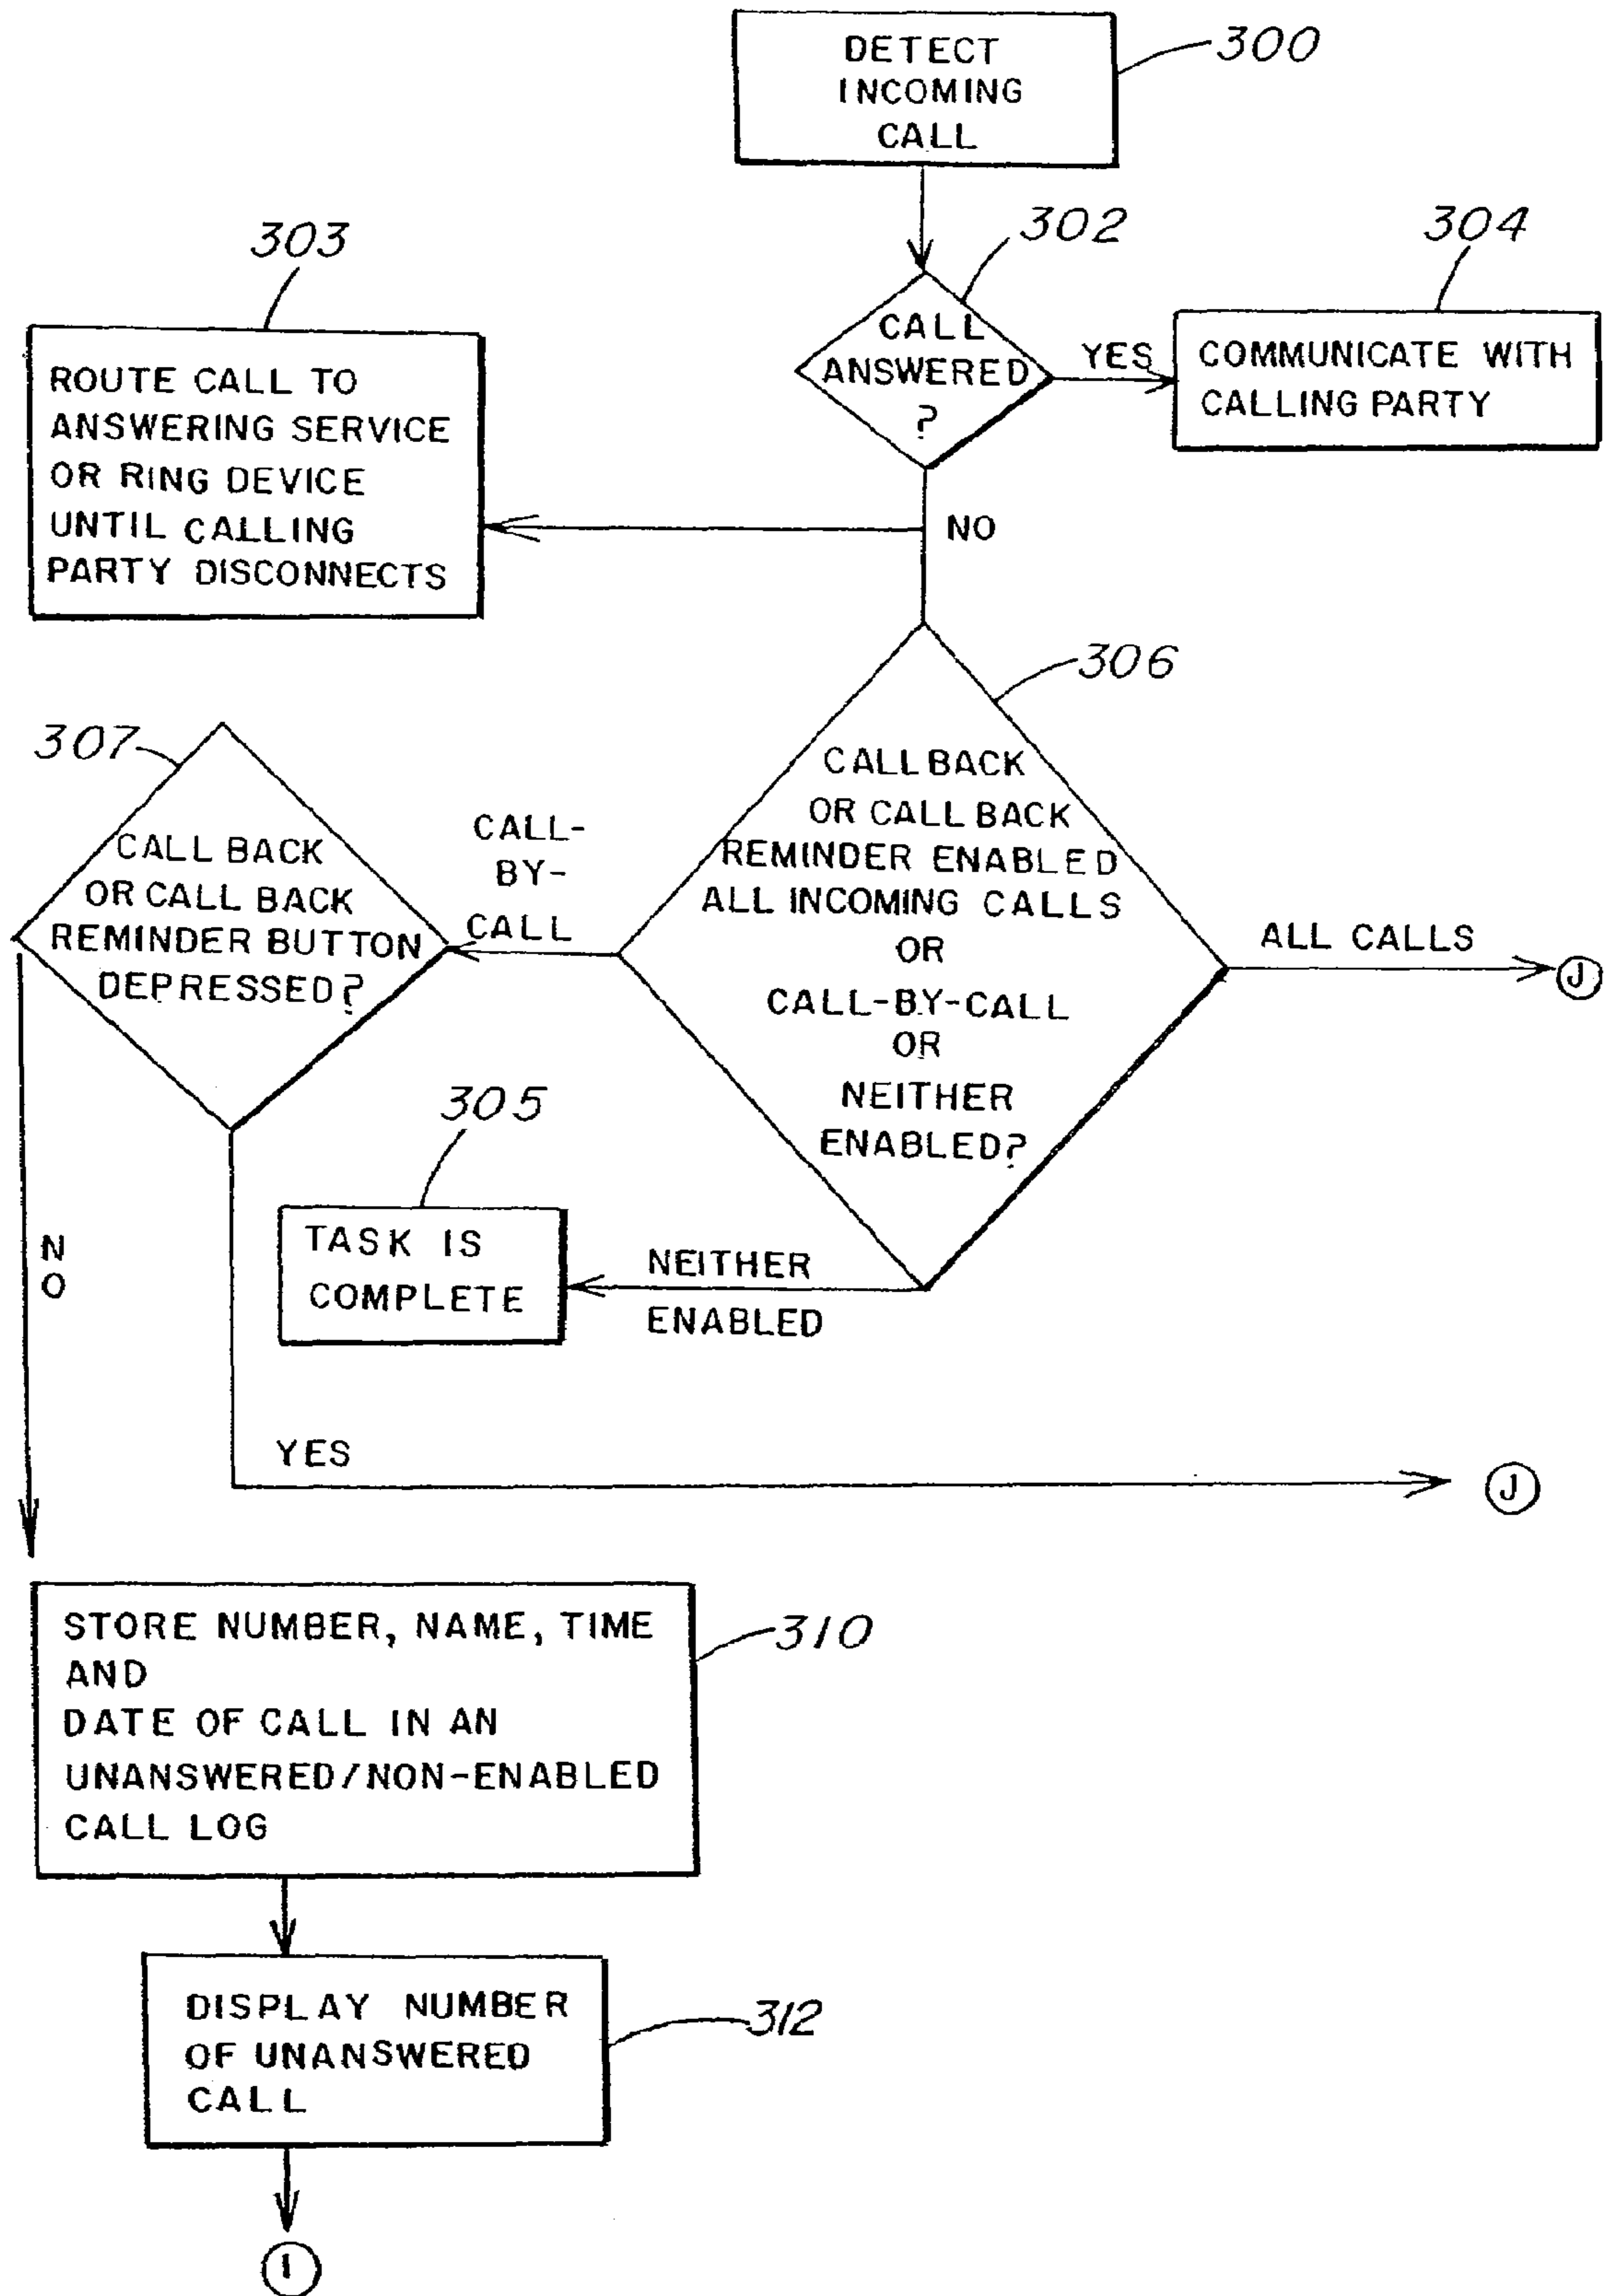 DETECT
INCOMING
CALL
300
302
303
304
CALL
ANSWERED
?
YES
COMMUNICATE WITH
CALLING PARTY
ROUTE CALL TO
ANSWERING SERVICE
OR RING DEVICE
UNTIL CALLING
PARTY DISCONNECTS
NO
306
307
CALLBACK
OR CALL BACK
REMINDER ENABLED
ALL INCOMING CALLS
OR
CALL-BY-CALL
OR
NEITHER
ENABLED?
CALL-
BY-
CALL
CALL BACK
OR CALL BACK
REMINDER BUTTON
DEPRESSED?
ALL CALLS
J
305
TASK IS
COMPLETE
NEITHER
ENABLED
N
O
YES
J
STORE NUMBER, NAME, TIME
AND
DATE OF CALL IN AN
UNANSWERED/NON-ENABLED
CALL LOG
310
DISPLAY NUMBER
OF UNANSWERED
CALL
312
I